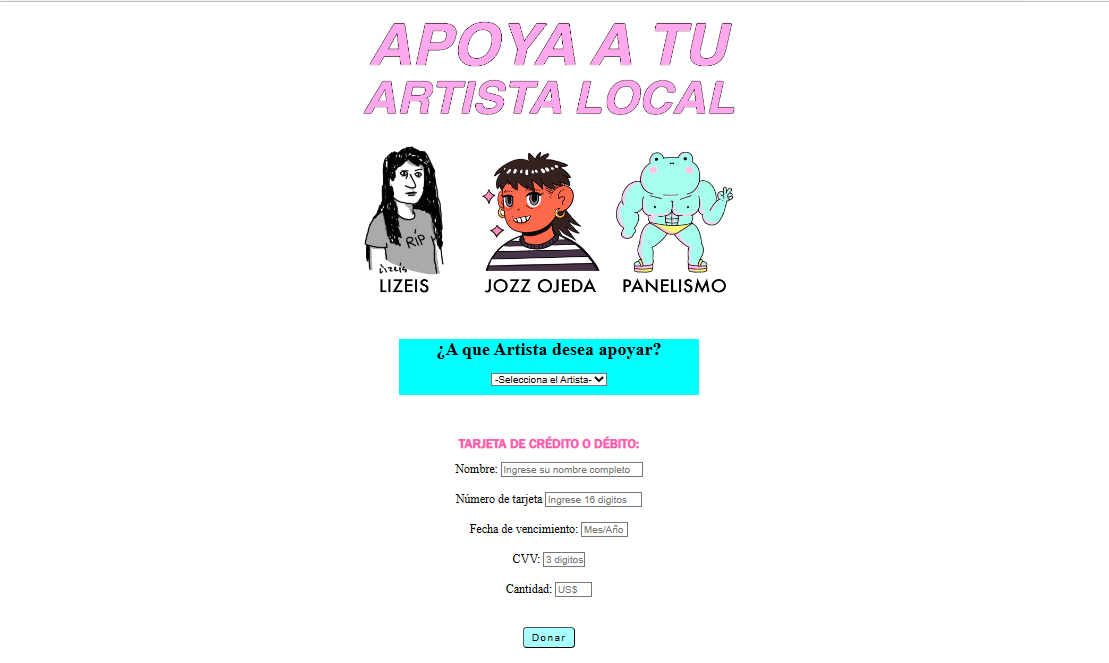 APOYA A TU
ARTISTA LOCAL
RIP
Lizeis
LIZEIS
JOZZ OJEDA
PANELISMO
¿A que Artista desea apoyar?
-Selecciona el Artista-
TARJETA DE CRÉDITO O DÉBITO:
Nombre: Ingrese su nombre completo
Número de tarjeta Ingrese 16 digitos
Fecha de vencimiento: Mes/Año
CVV: 3 digitos
Cantidad: US$
Donar